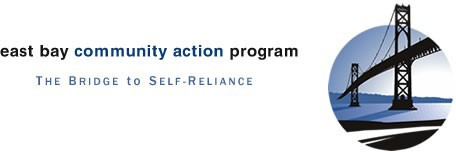 east bay community action program
THE BRIDGE TO SELF-RELIANCE